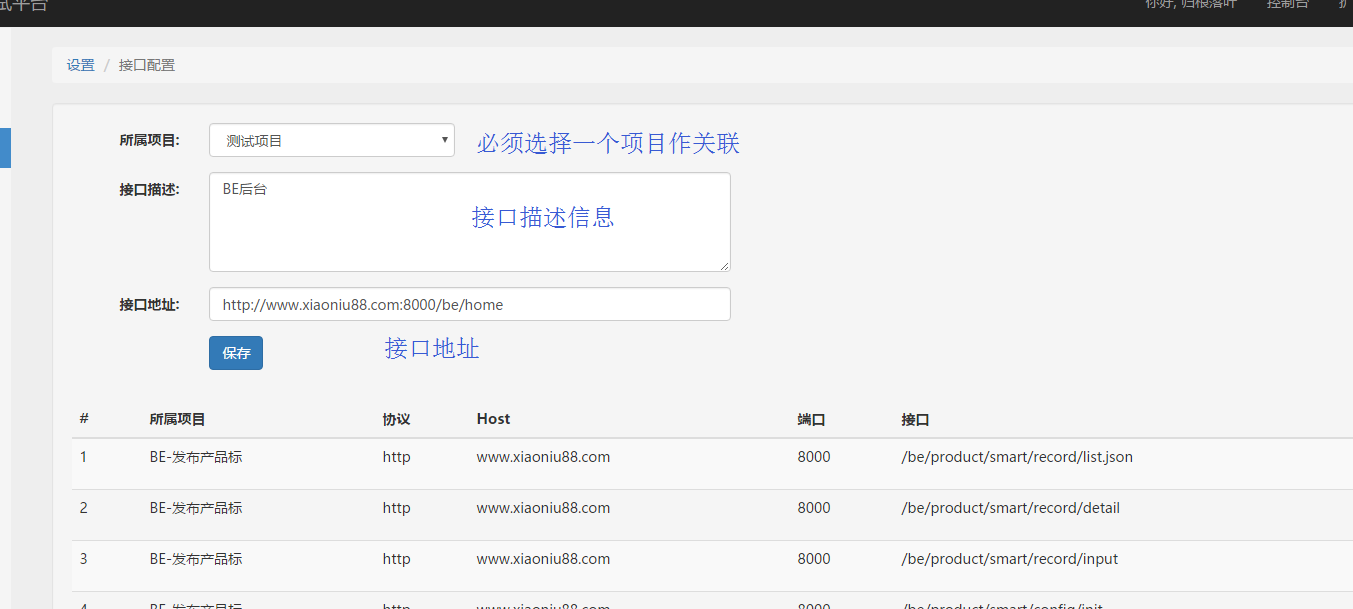 试平台 你好, 归根落叶 控制台
设置 / 接口配置
所属项目: 测试项目 必须选择一个项目作关联
接口描述: BE后台
接口描述信息
接口地址: http://www.xiaoniu88.com:8000/be/home
保存 接口地址
# 所属项目 协议 Host 端口 接口
1 BE-发布产品标 http www.xiaoniu88.com 8000 /be/product/smart/record/list.json
2 BE-发布产品标 http www.xiaoniu88.com 8000 /be/product/smart/record/detail
3 BE-发布产品标 http www.xiaoniu88.com 8000 /be/product/smart/record/input
4 BE-发布产品标 http www.xiaoniu88.com 8000 /be/product/smart/config/init